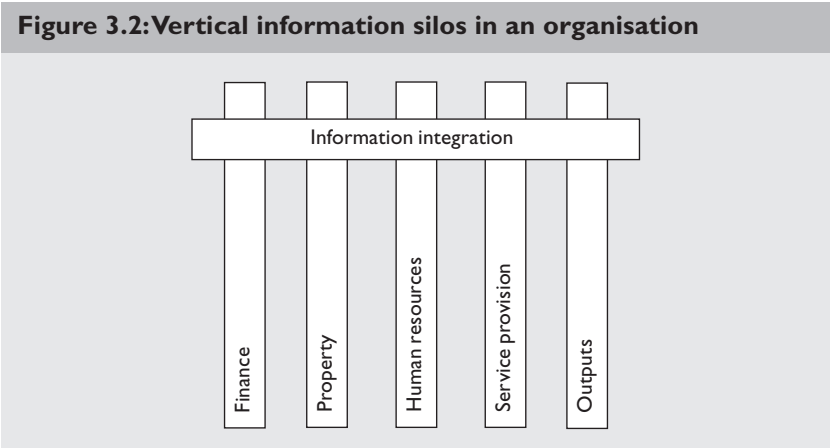 Figure 3.2: Vertical information silos in an organisation
Information integration
Finance
Property
Human resources
Service provision
Outputs